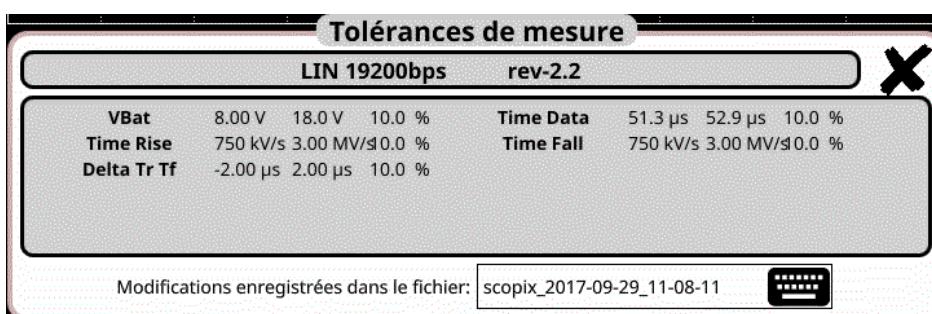 Tolérances de mesure
LIN 19200bps rev-2.2
VBat 8.00 V 18.0 V 10.0 % Time Data 51.3 µs 52.9 µs 10.0 %
Time Rise 750 kV/s 3.00 MV/s10.0 % Time Fall 750 kV/s 3.00 MV/s10.0 %
Delta Tr Tf -2.00 µs 2.00 µs 10.0 %
Modifications enregistrées dans le fichier: scopix_2017-09-29_11-08-11